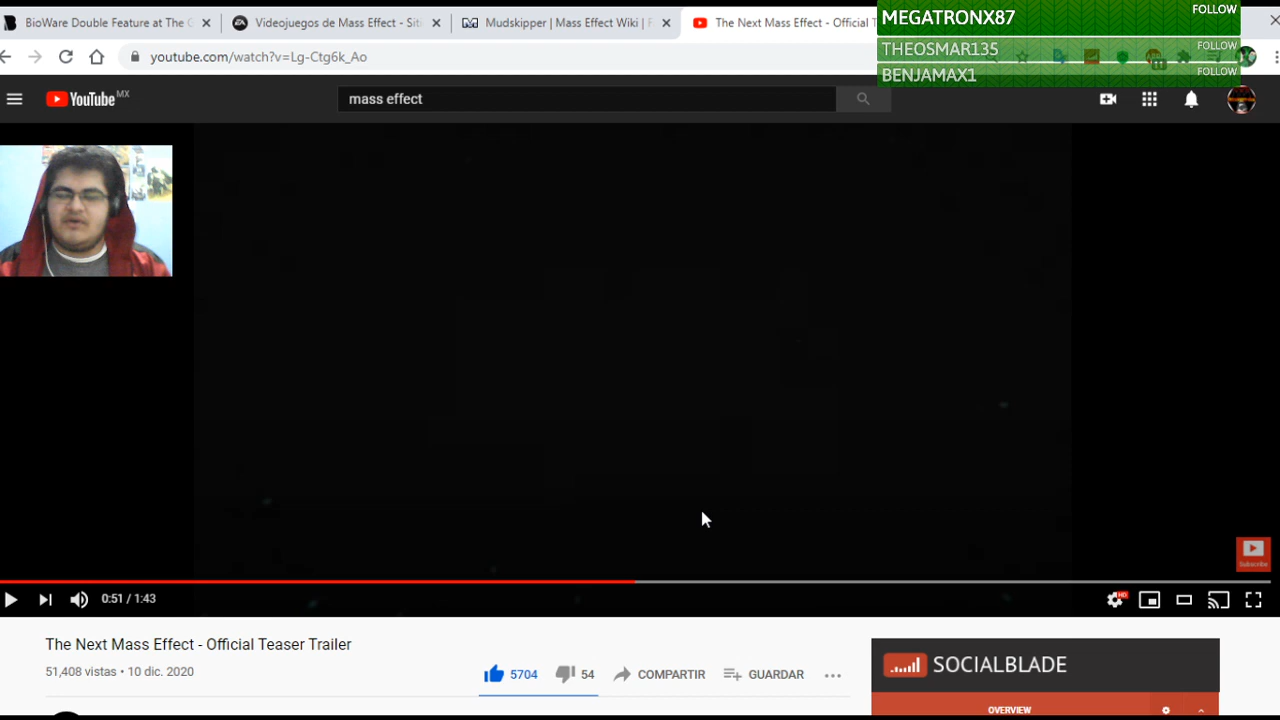 BioWare Double Feature at The G
Videojuegos de Mass Effect - Siti
Mudskipper | Mass Effect Wiki | F
The Next Mass Effect - Official T
MEGATRONX87
FOLLOW
THEOSMAR135
FOLLOW
BENJAMAX1
FOLLOW
youtube.com/watch?v=Lg-Ctg6k_Ao
YouTube MX
mass effect
Subscribe
0:51 / 1:43
HD
The Next Mass Effect - Official Teaser Trailer
51,408 vistas • 10 dic. 2020
5704
54
COMPARTIR
GUARDAR
SOCIALBLADE
OVERVIEW